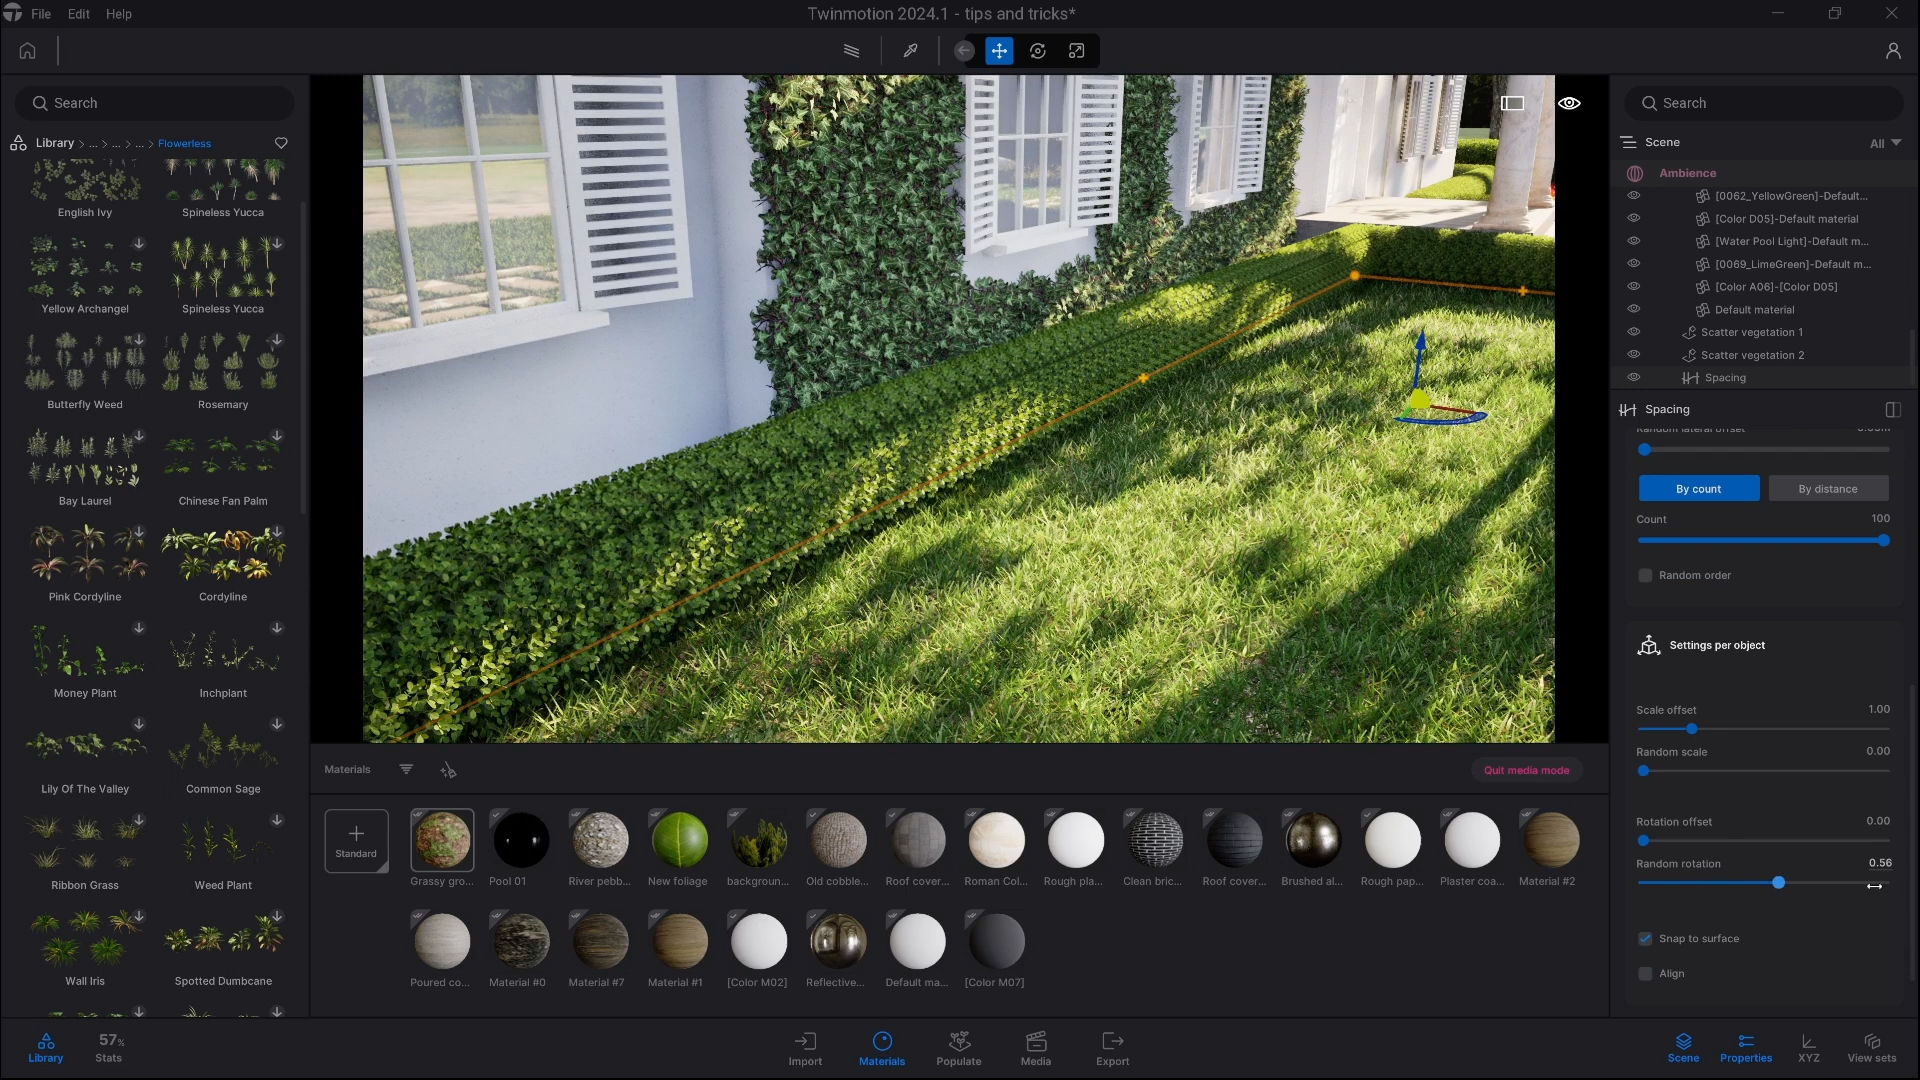 File Edit Help
Twinmotion 2024.1 - tips and tricks*
Search
Library > ... > ... > ... > Flowerless
English Ivy
Spineless Yucca
Yellow Archangel
Spineless Yucca
Butterfly Weed
Rosemary
Bay Laurel
Chinese Fan Palm
Pink Cordyline
Cordyline
Money Plant
Inchplant
Lily Of The Valley
Common Sage
Ribbon Grass
Weed Plant
Wall Iris
Spotted Dumbcane
Search
Scene
All
Ambience
[0062_YellowGreen]-Default...
[Color D05]-Default material
[Water Pool Light]-Default m...
[0069_LimeGreen]-Default m...
[Color A06]-[Color D05]
Default material
Scatter vegetation 1
Scatter vegetation 2
Spacing
Spacing
Random lateral offset 0.00m
By count
By distance
Count 100
Random order
Settings per object
Scale offset 1.00
Random scale 0.00
Rotation offset 0.00
Random rotation 0.56
Snap to surface
Align
Materials
Quit media mode
Standard
Grassy gro...
Pool 01
River pebb...
New foliage
backgroun...
Old cobble...
Roof cover...
Roman Col...
Rough pla...
Clean bric...
Roof cover...
Brushed al...
Rough pap...
Plaster coa...
Material #2
Poured co...
Material #0
Material #7
Material #1
[Color M02]
Reflective...
Default ma...
[Color M07]
Library
57%
Stats
Import
Materials
Populate
Media
Export
Scene
Properties
XYZ
View sets